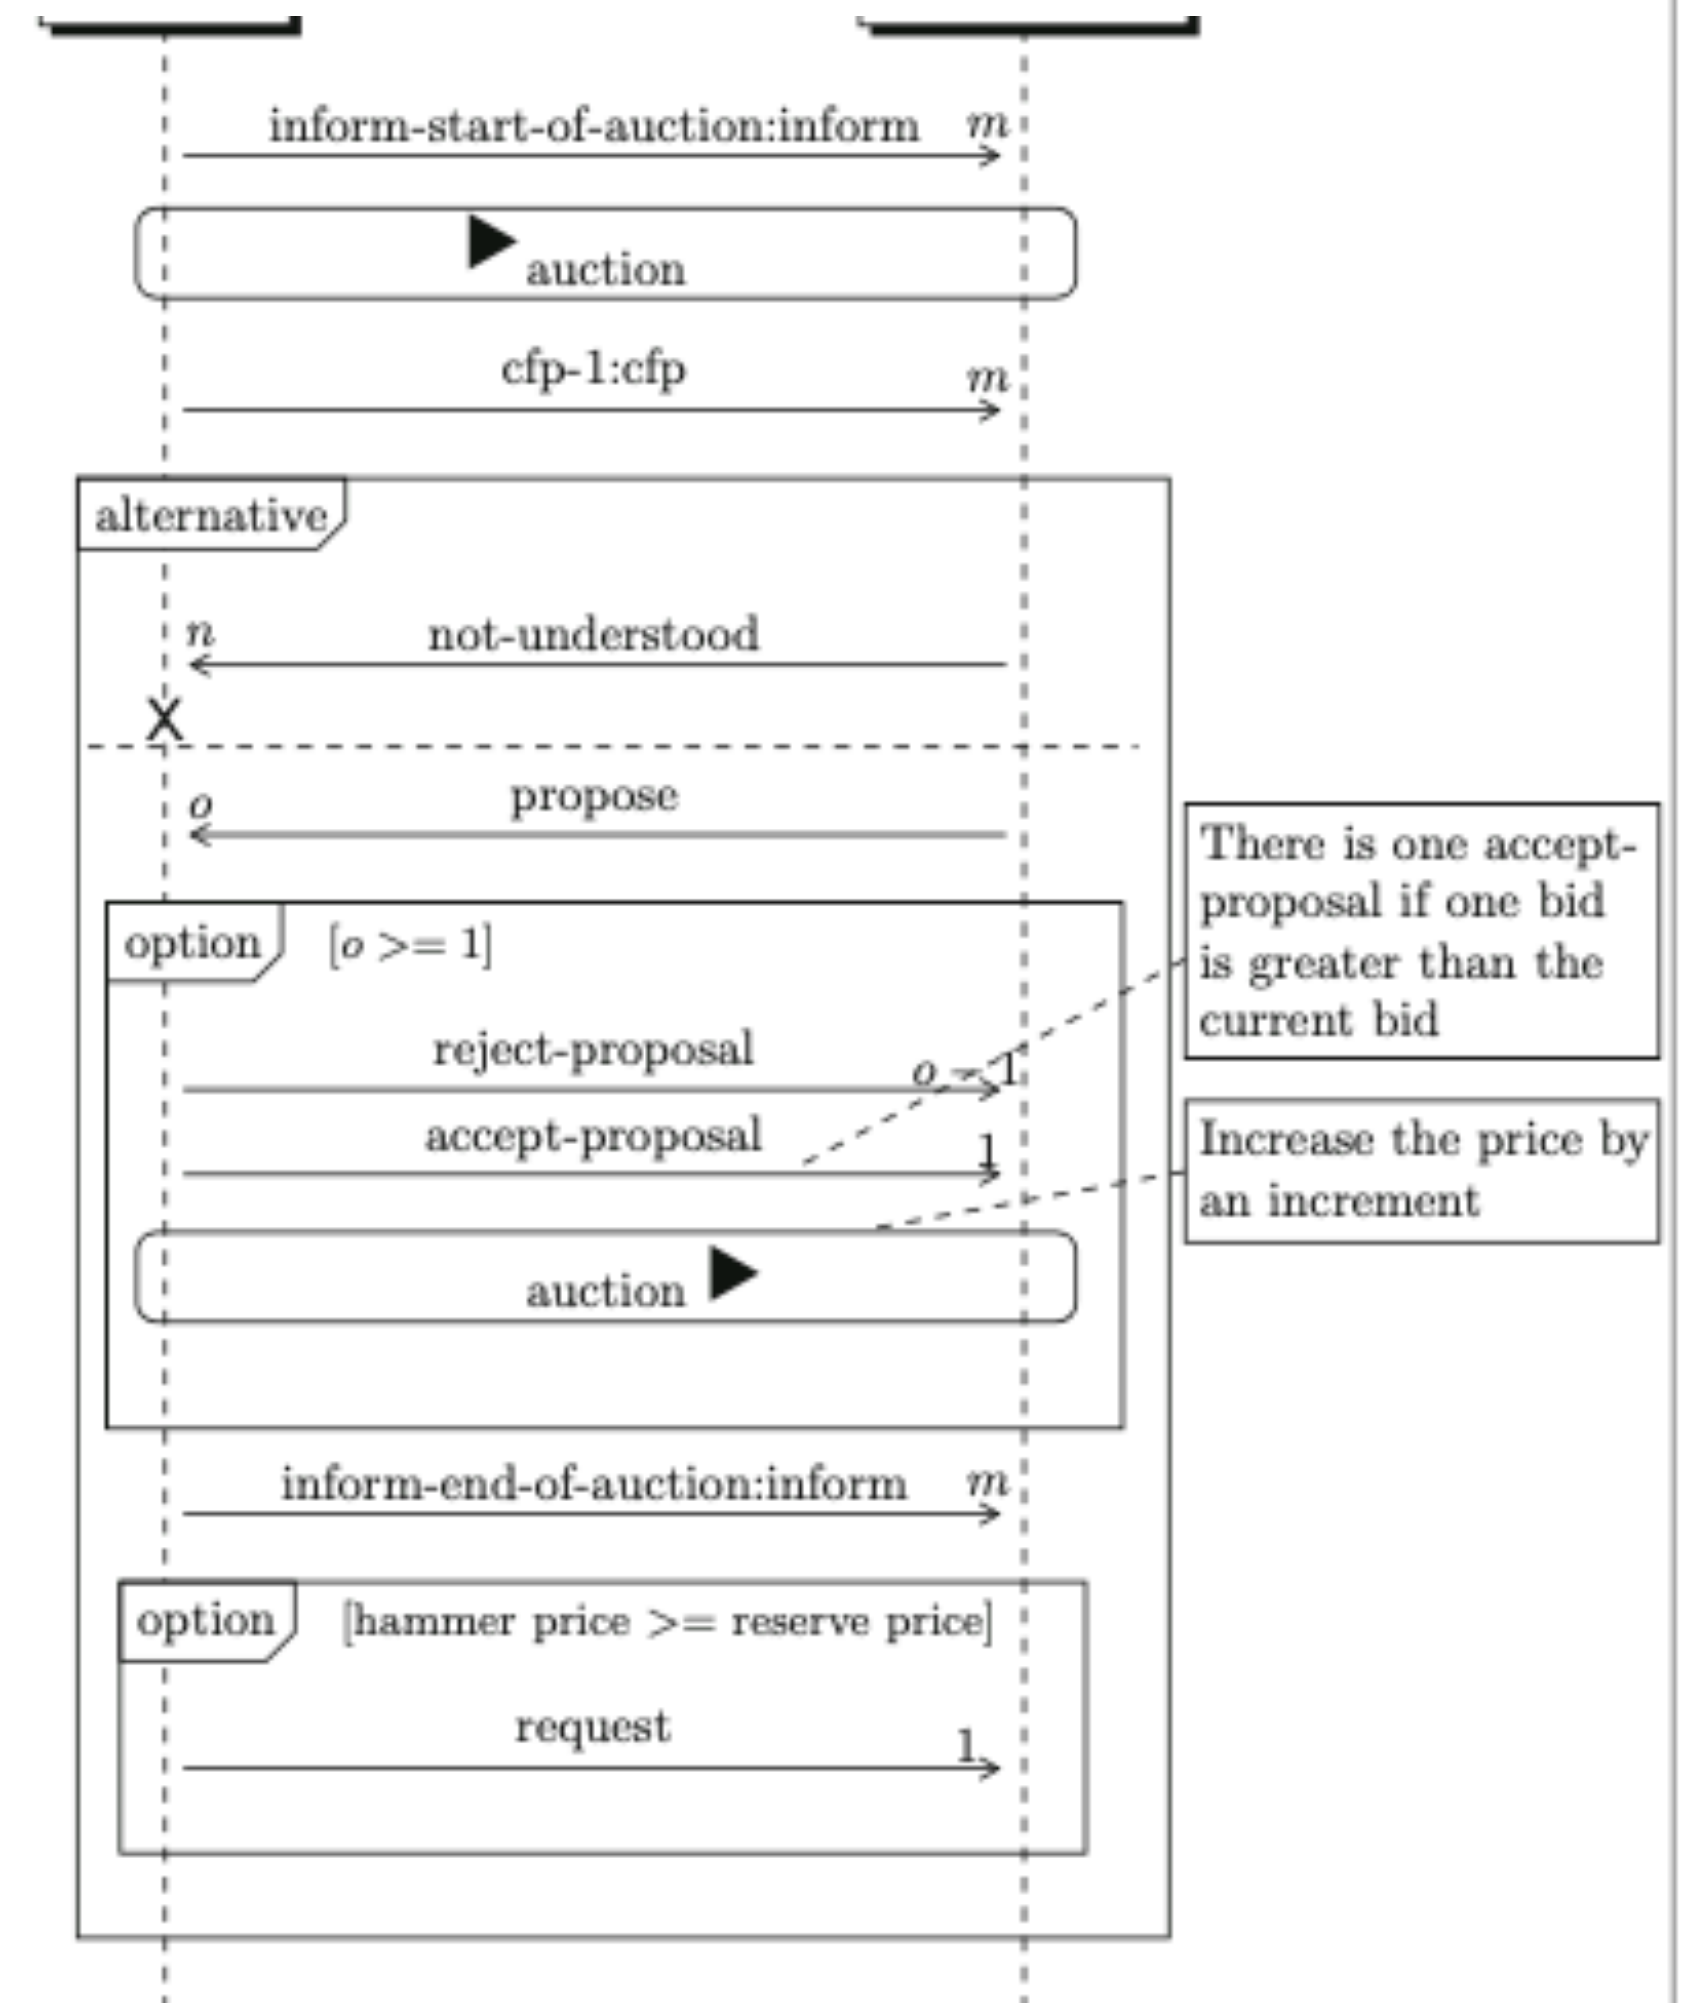 inform-start-of-auction:inform m
auction
cfp-1:cfp
m
alternative
n not-understood
X
propose
o
There is one accept-
proposal if one bid
is greater than the
current bid
option [o >= 1]
reject-proposal
o – 1
accept-proposal
1
Increase the price by
an increment
auction
inform-end-of-auction:inform m
option [hammer price >= reserve price]
request
1